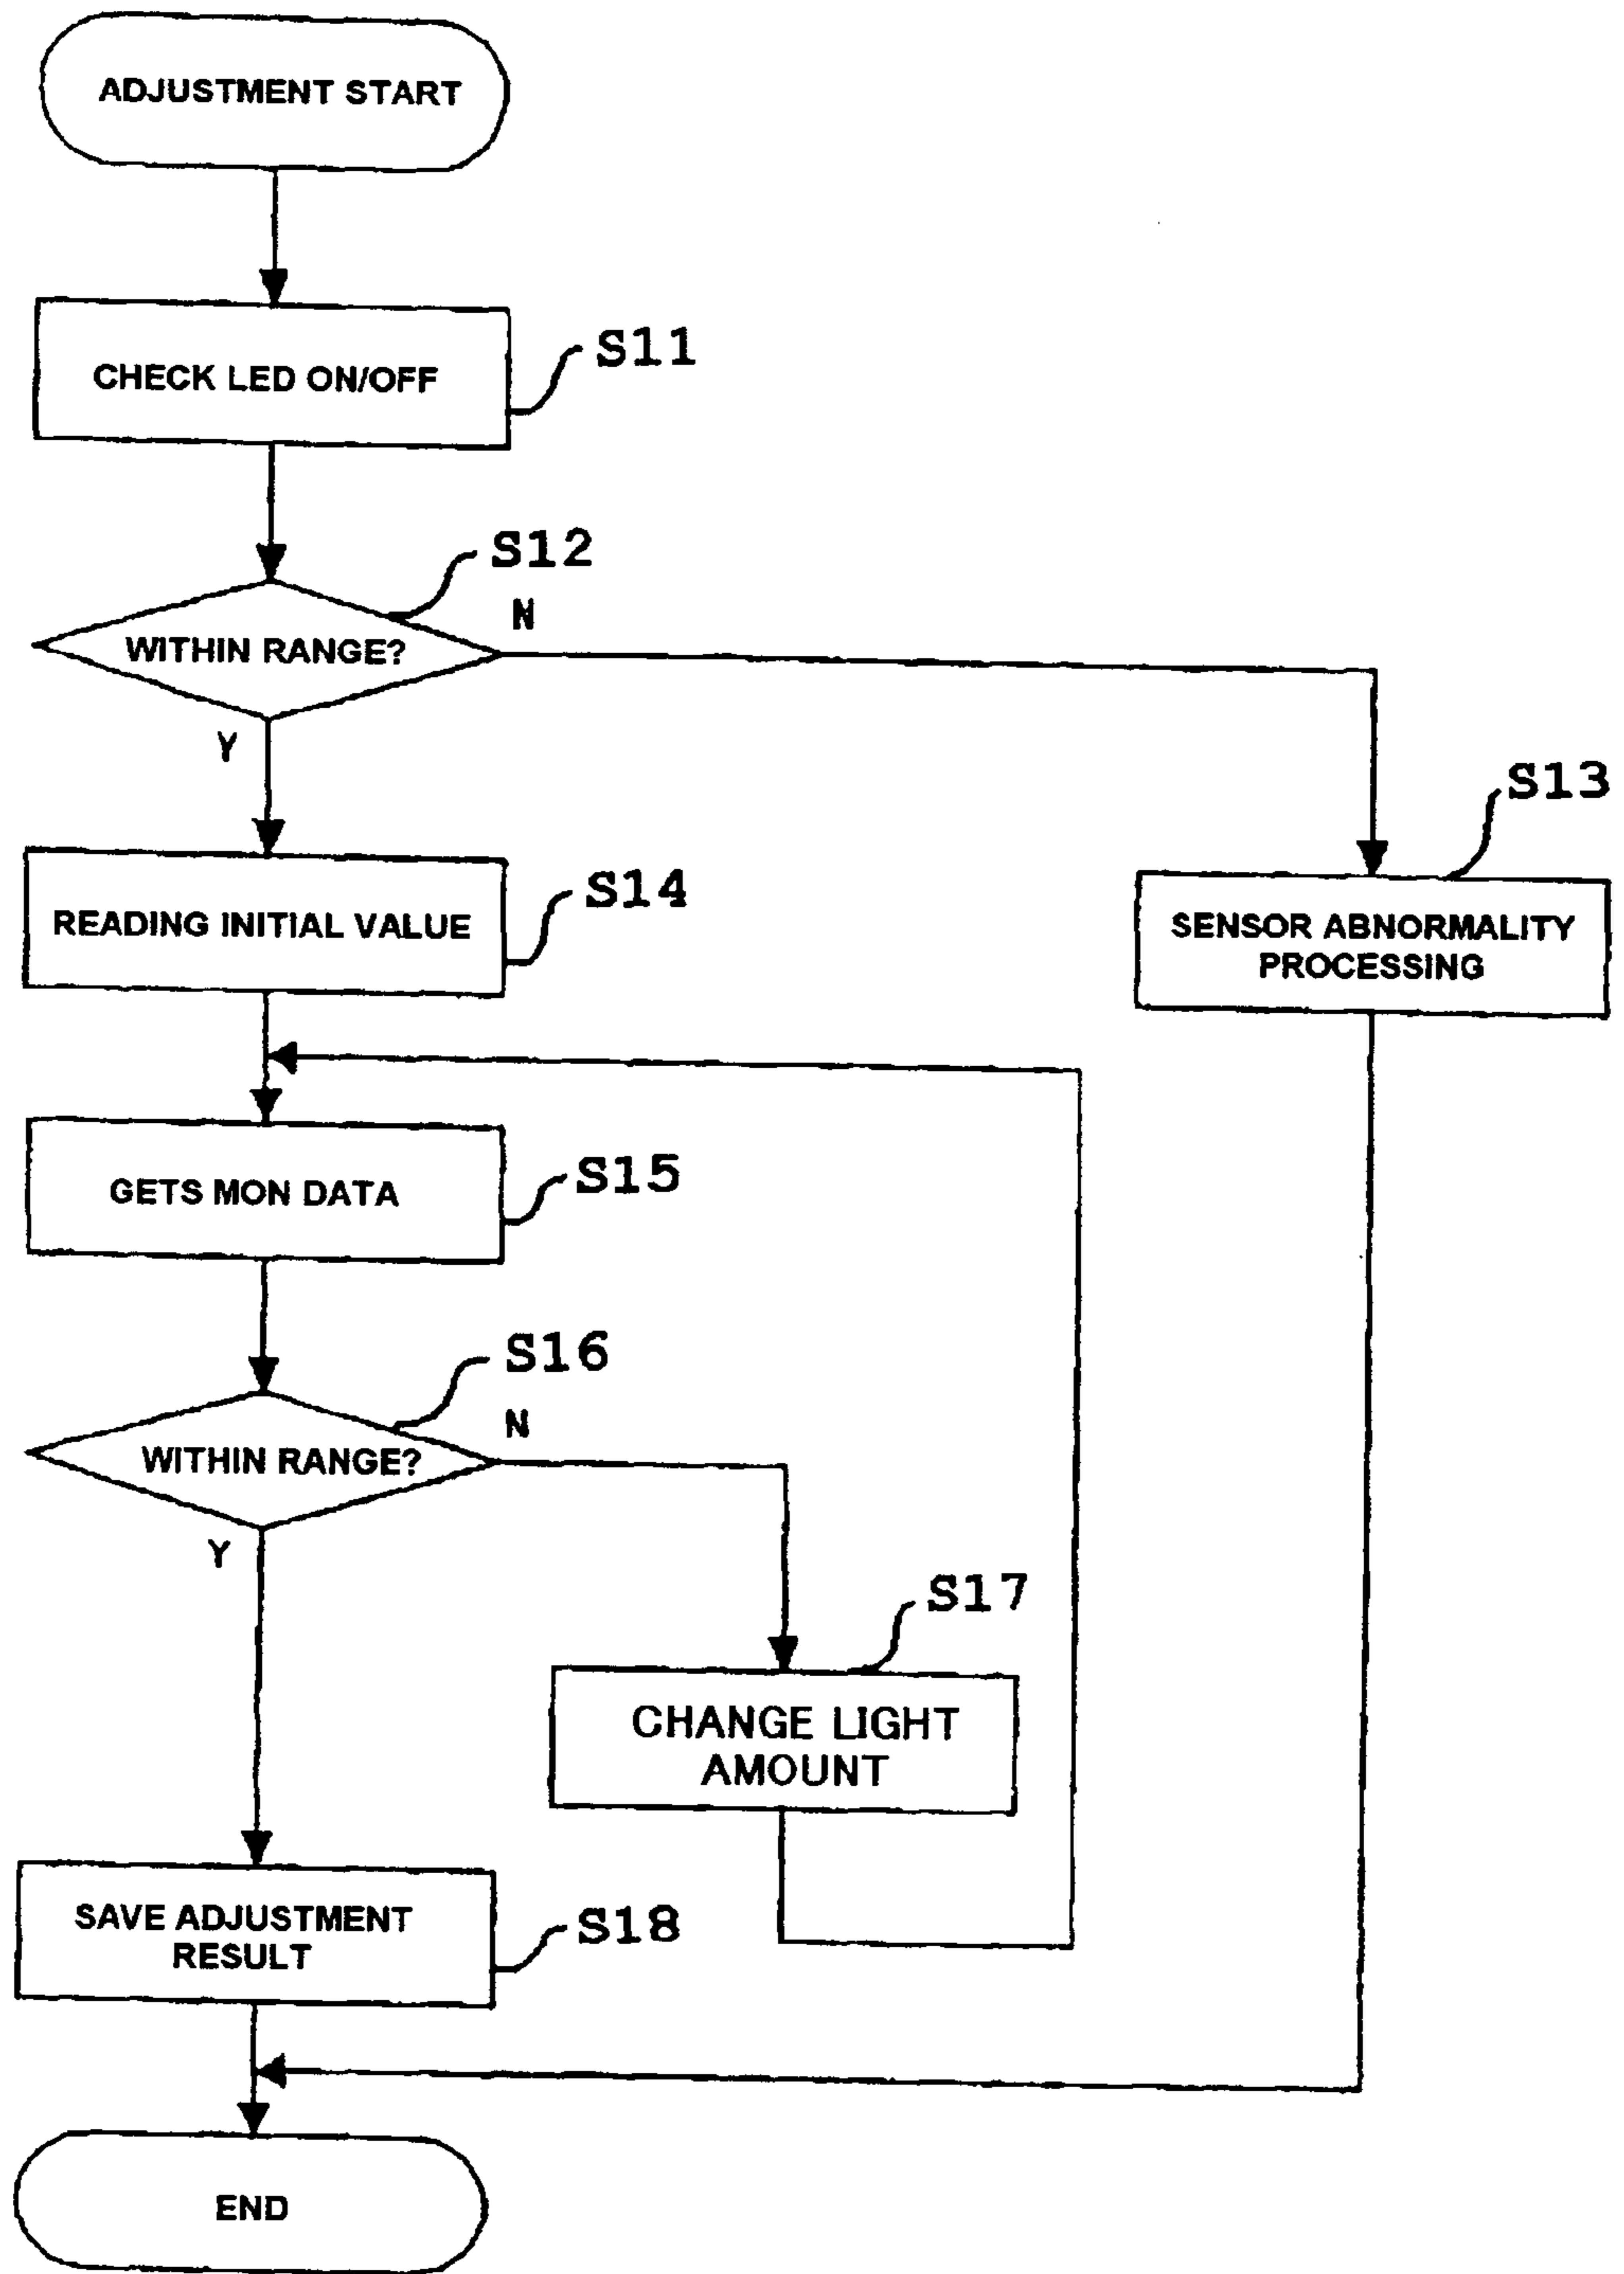 ADJUSTMENT START
CHECK LED ON/OFF
S11
S12
WITHIN RANGE?
N
Y
S13
SENSOR ABNORMALITY
PROCESSING
S14
READING INITIAL VALUE
GETS MON DATA
S15
S16
WITHIN RANGE?
N
Y
S17
CHANGE LIGHT
AMOUNT
SAVE ADJUSTMENT
RESULT
S18
END